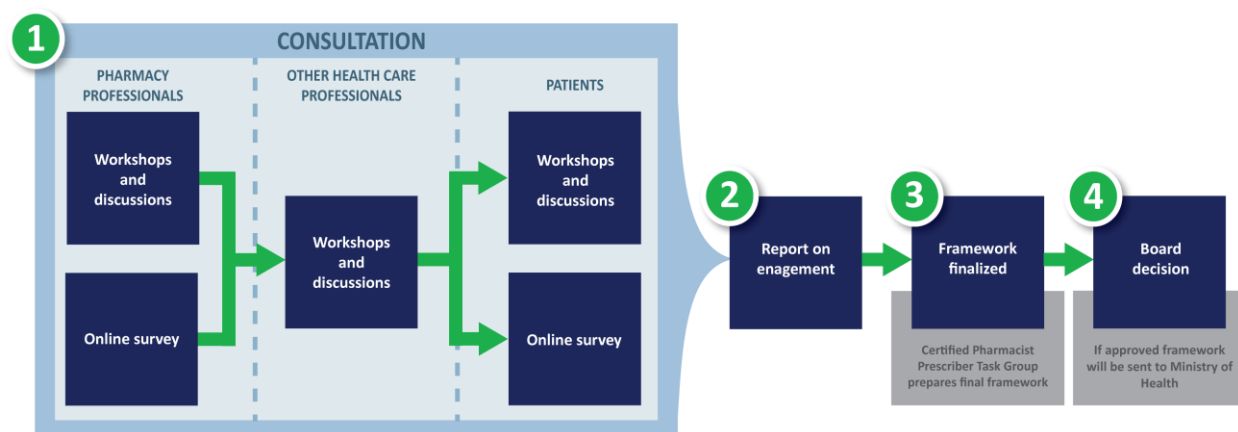 1
CONSULTATION
PHARMACY
PROFESSIONALS
Workshops
and
discussions
Online survey
OTHER HEALTH CARE
PROFESSIONALS
Workshops
and
discussions
PATIENTS
Workshops
and
discussions
Online survey
2
Report on
enagement
3
Framework
finalized
Certified Pharmacist
Prescriber Task Group
prepares final framework
4
Board
decision
If approved framework
will be sent to Ministry of
Health